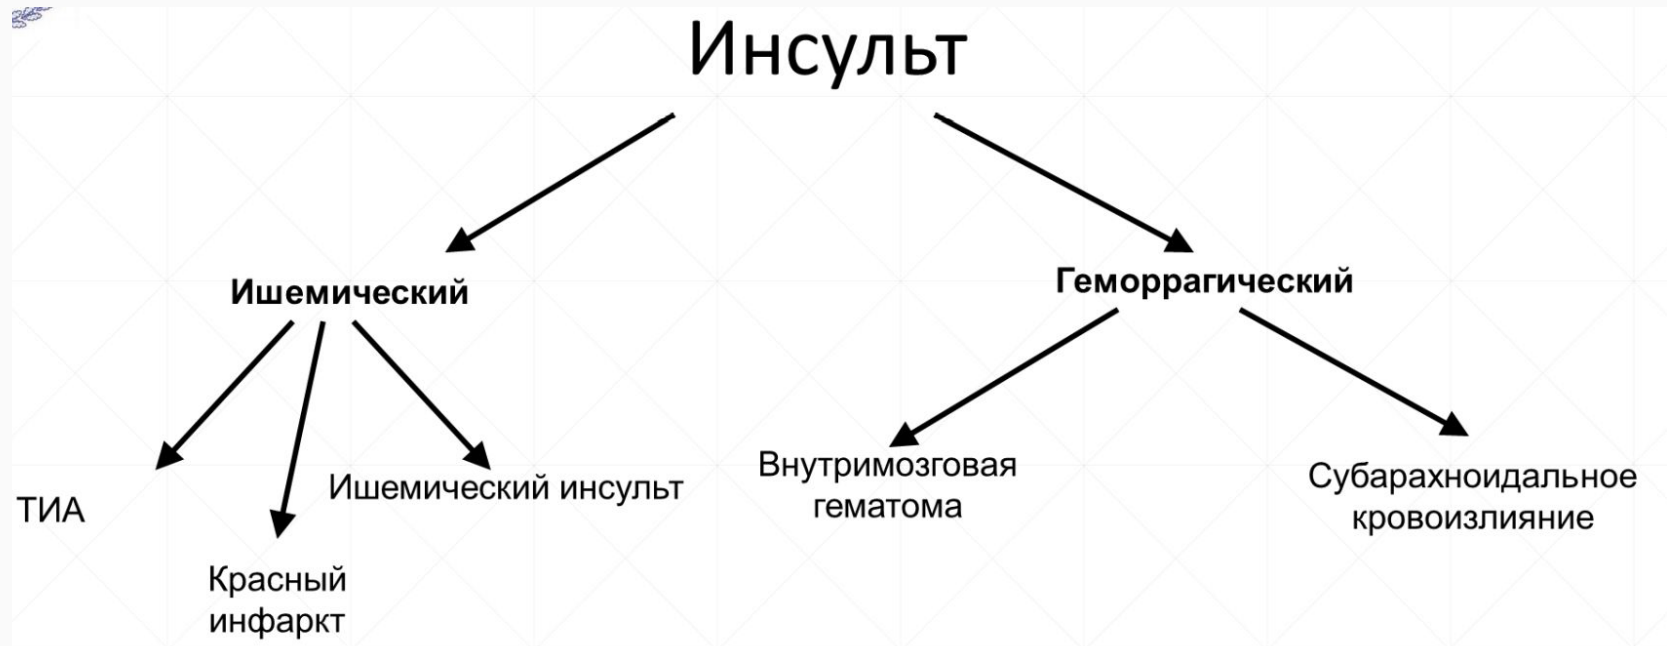 Инсульт
Ишемический
Геморрагический
ТИА
Красный
инфаркт
Ишемический инсульт
Внутримозговая
гематома
Субарахноидальное
кровоизлияние